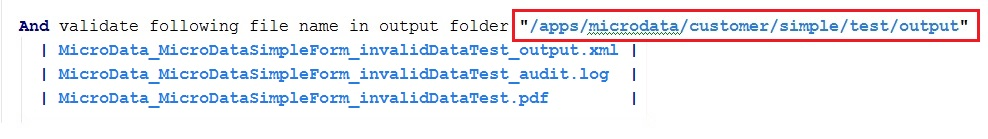 And validate following file name in output folder "/apps/microdata/customer/simple/test/output"
| MicroData_MicroDataSimpleForm_invalidDataTest_output.xml |
| MicroData_MicroDataSimpleForm_invalidDataTest_audit.log |
| MicroData_MicroDataSimpleForm_invalidDataTest.pdf |